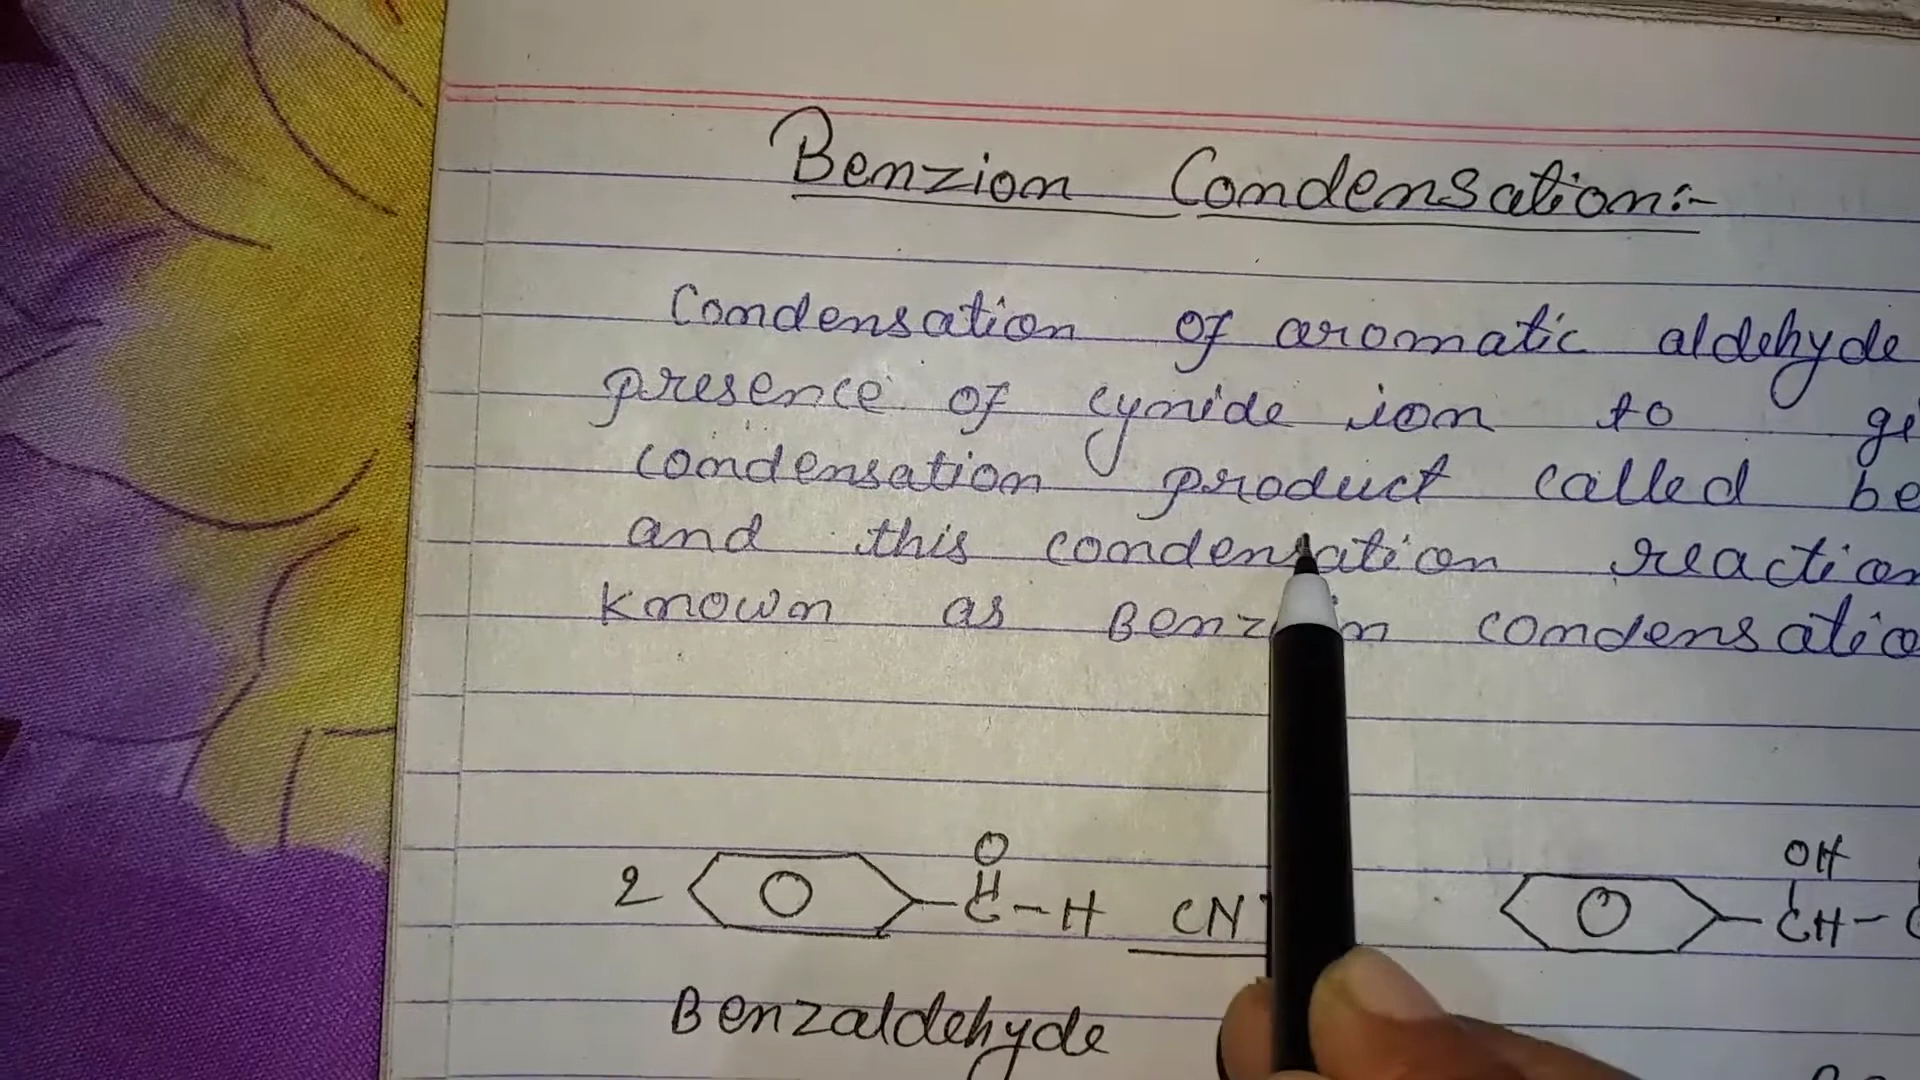 Benzion Condensation:-
Condensation of aromatic aldehyde
presence of cynide ion to
condensation product called
and this condensation reaction
known as condensation
O OH
2 C-H CN CH-
Benzaldehyde